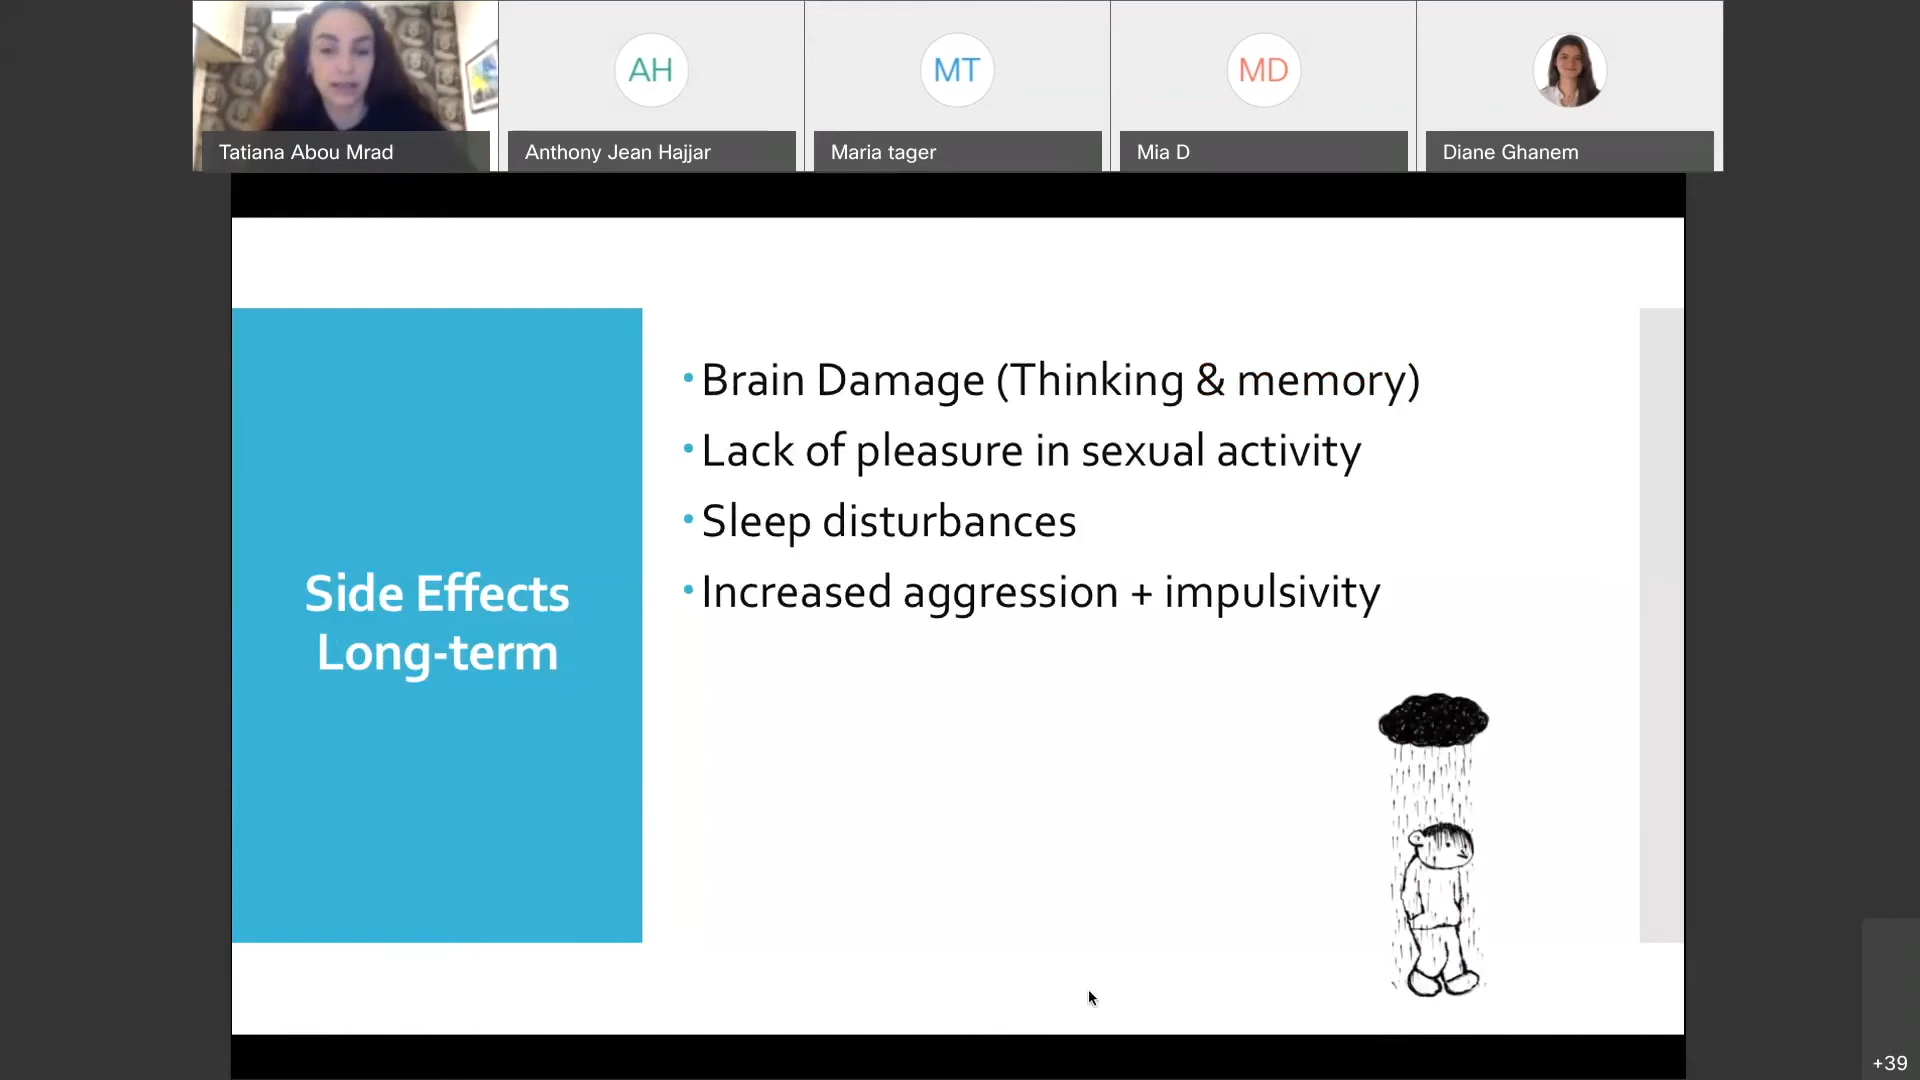 AH
MT
MD
Tatiana Abou Mrad
Anthony Jean Hajjar
Maria tager
Mia D
Diane Ghanem
Side Effects
Long-term
•Brain Damage (Thinking & memory)
•Lack of pleasure in sexual activity
•Sleep disturbances
•Increased aggression + impulsivity
+39